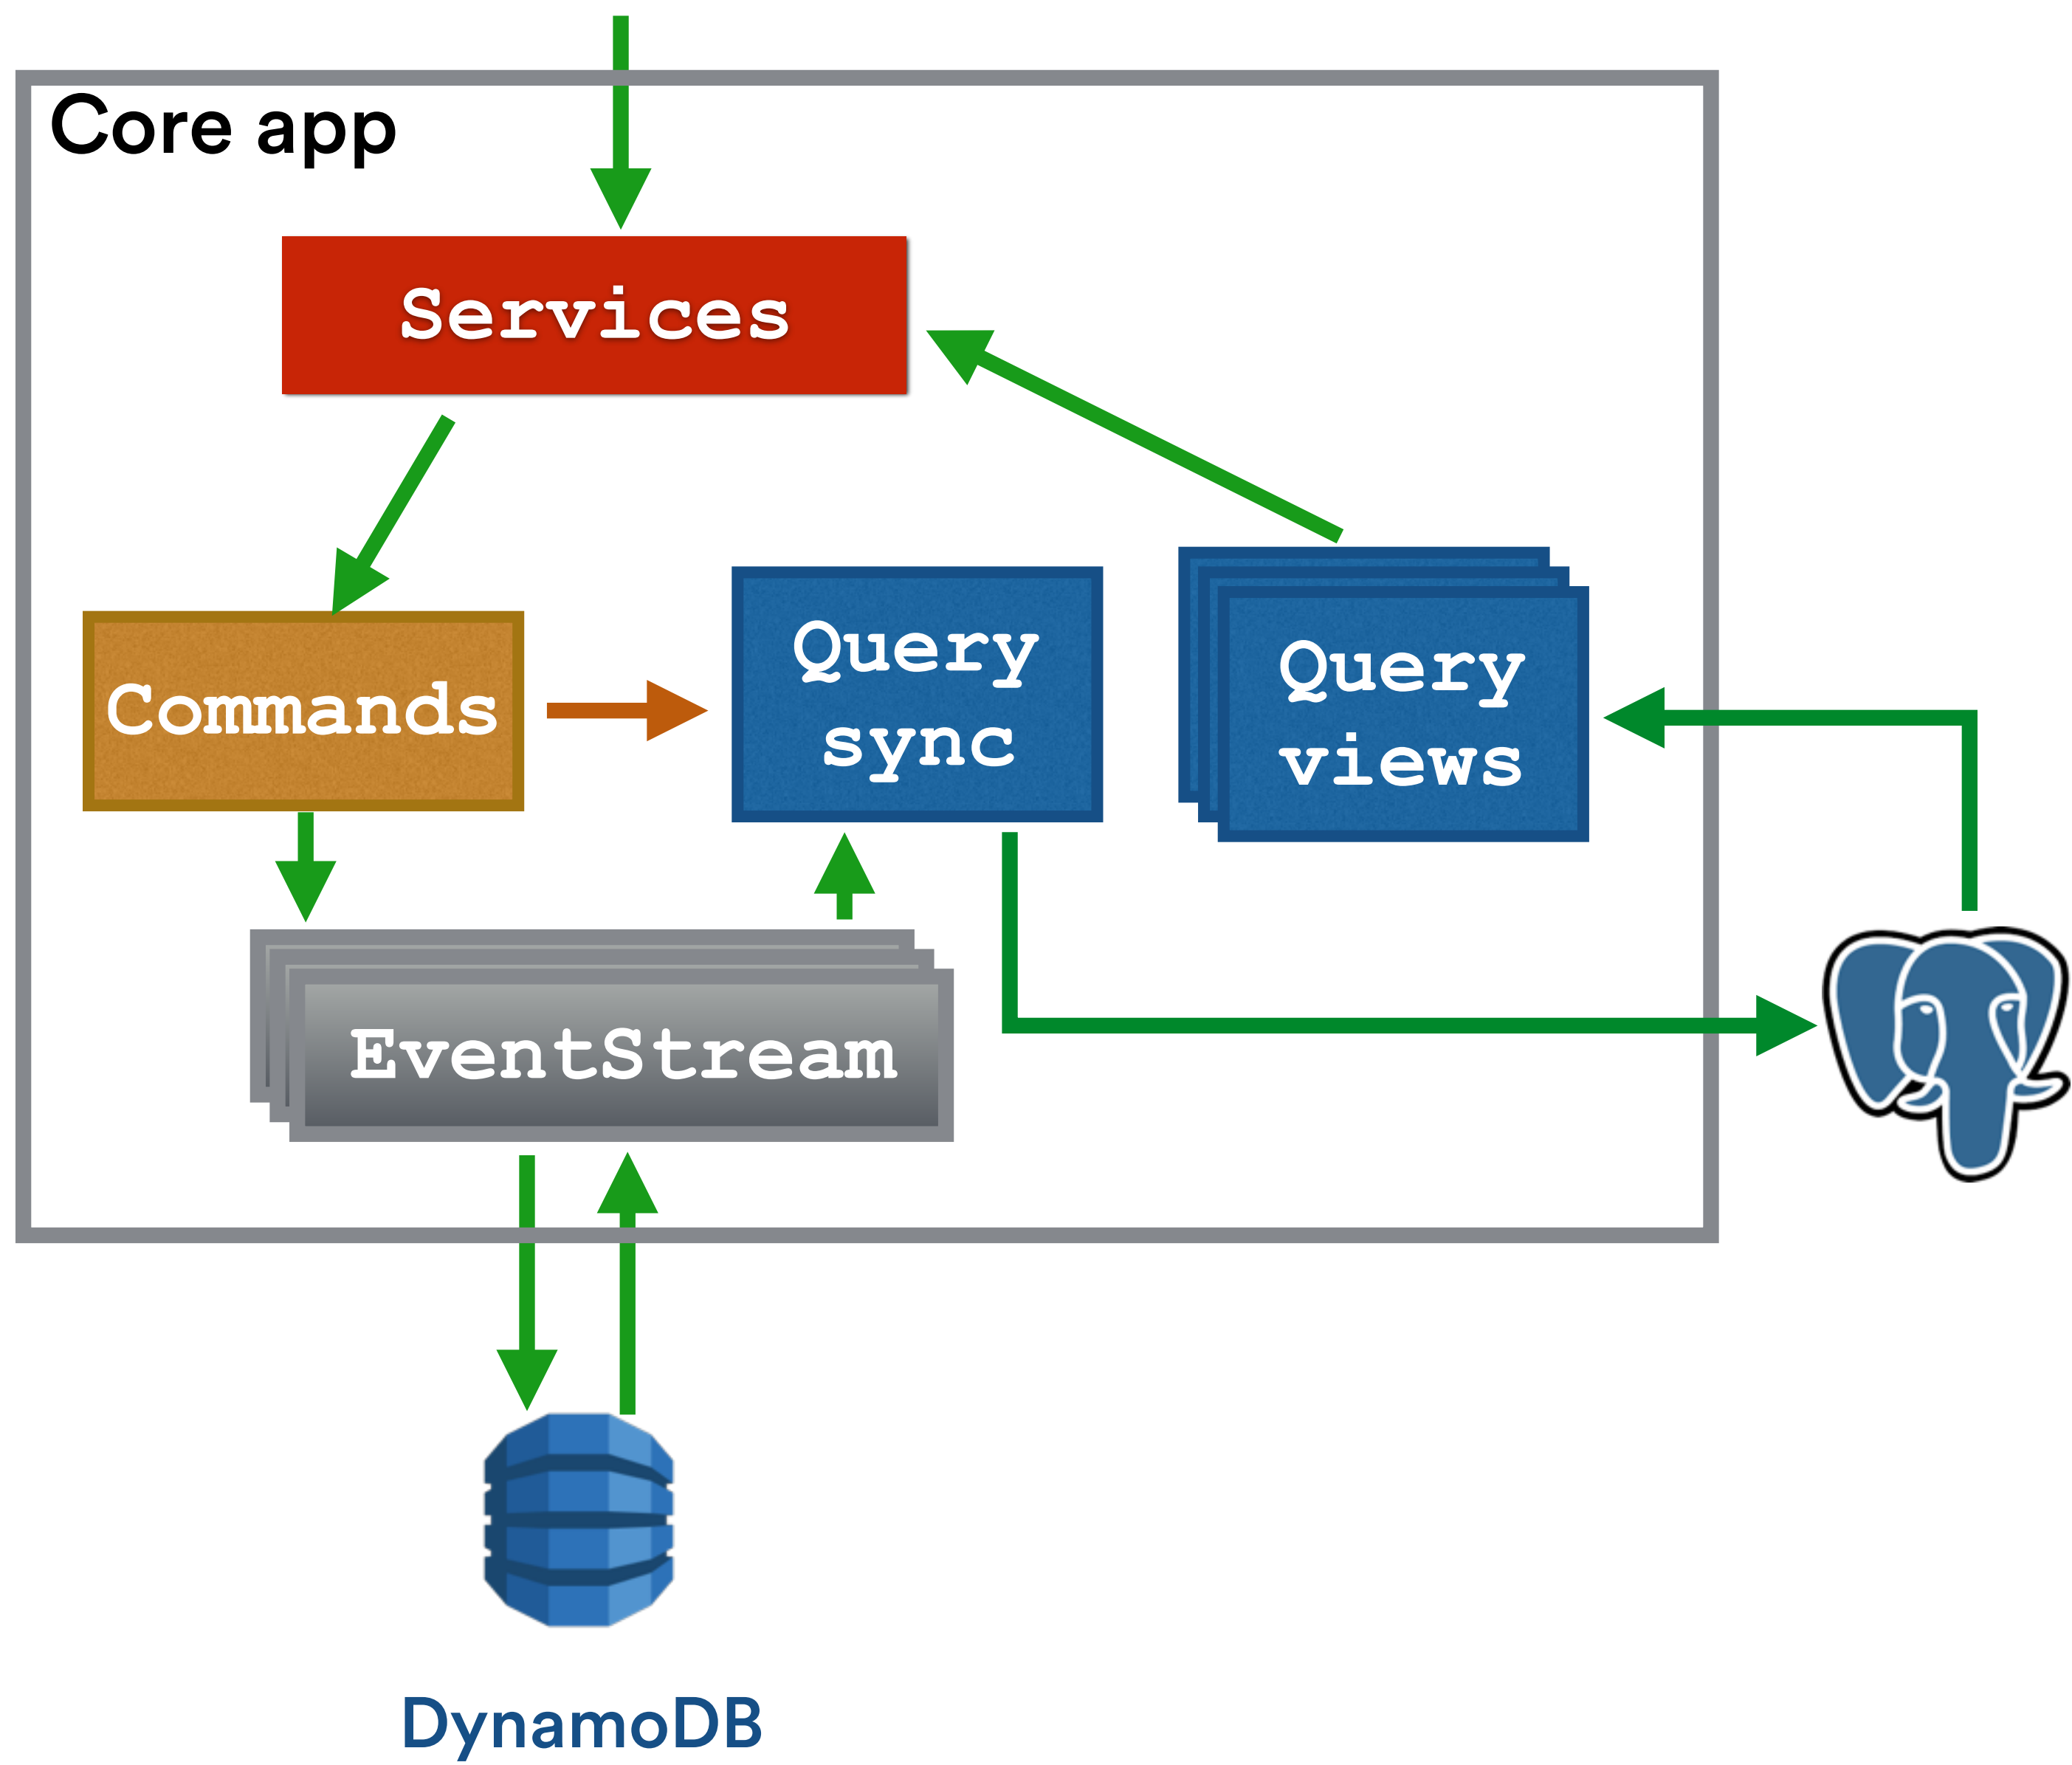 Core app
Services
Commands
Query
sync
Query
views
EventStream
DynamoDB